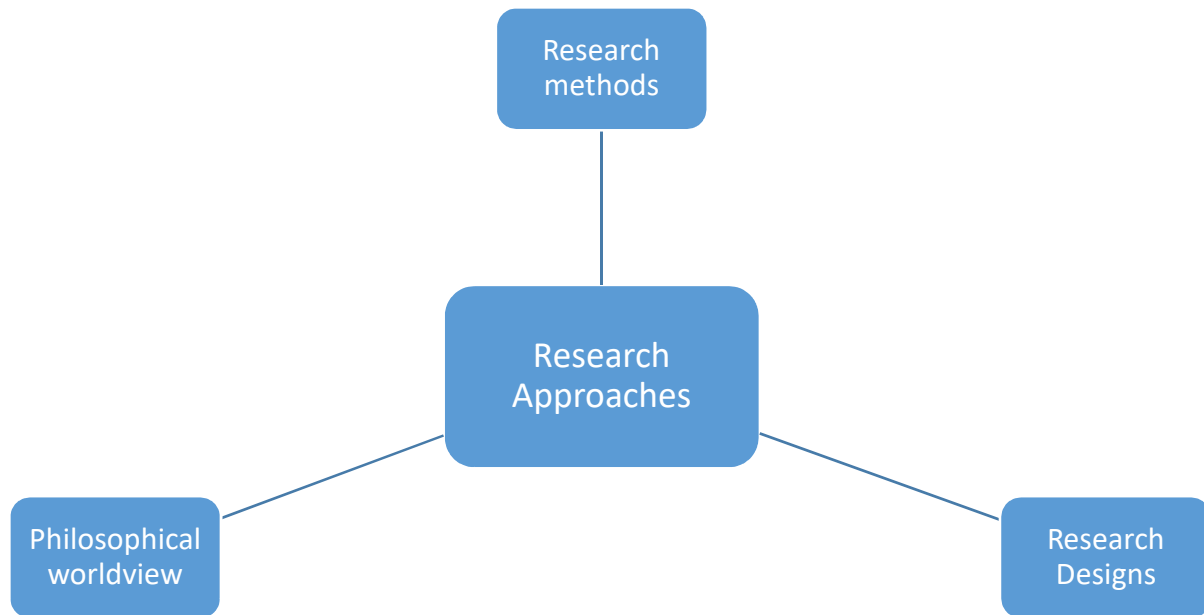 Research
methods
Research
Approaches
Philosophical
worldview
Research
Designs